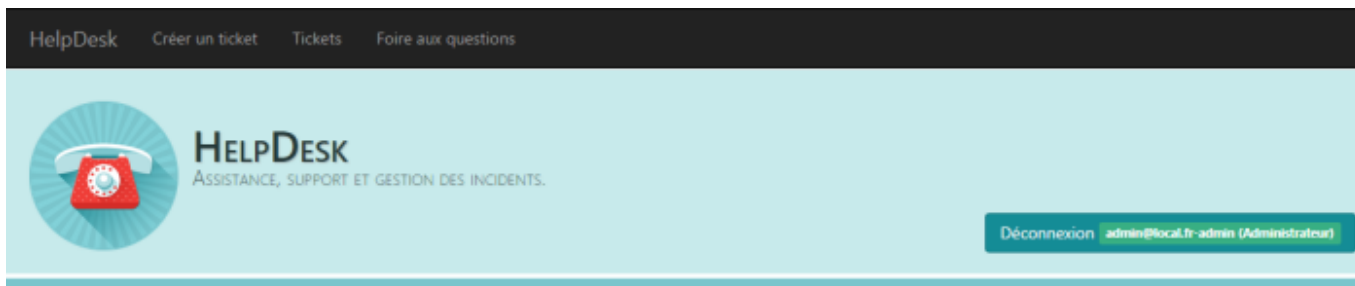 HelpDesk Créer un ticket Tickets Foire aux questions
HelpDesk
Assistance, support et gestion des incidents.
Déconnexion admin@local.fr-admin (Administrateur)